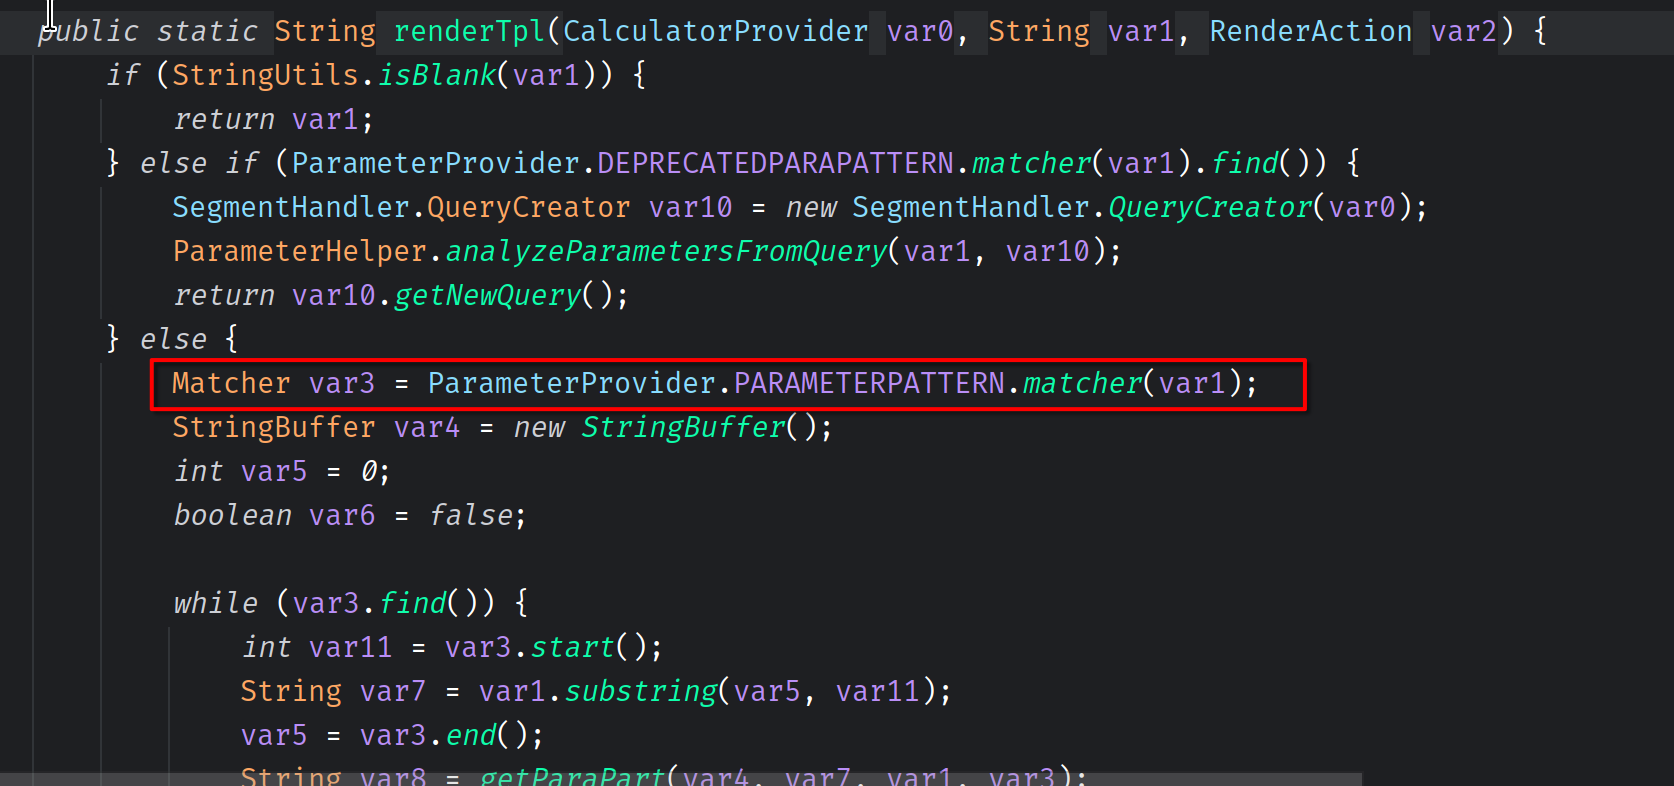 public static String renderTpl(CalculatorProvider var0, String var1, RenderAction var2) {
if (StringUtils.isBlank(var1)) {
return var1;
} else if (ParameterProvider.DEPRECATEDPARAPATTERN.matcher(var1).find()) {
SegmentHandler.QueryCreator var10 = new SegmentHandler.QueryCreator(var0);
ParameterHelper.analyzeParametersFromQuery(var1, var10);
return var10.getNewQuery();
} else {
Matcher var3 = ParameterProvider.PARAMETERPATTERN.matcher(var1);
StringBuffer var4 = new StringBuffer();
int var5 = 0;
boolean var6 = false;
while (var3.find()) {
int var11 = var3.start();
String var7 = var1.substring(var5, var11);
var5 = var3.end();
String var8 = getParaPart(var4, var7, var1, var3);